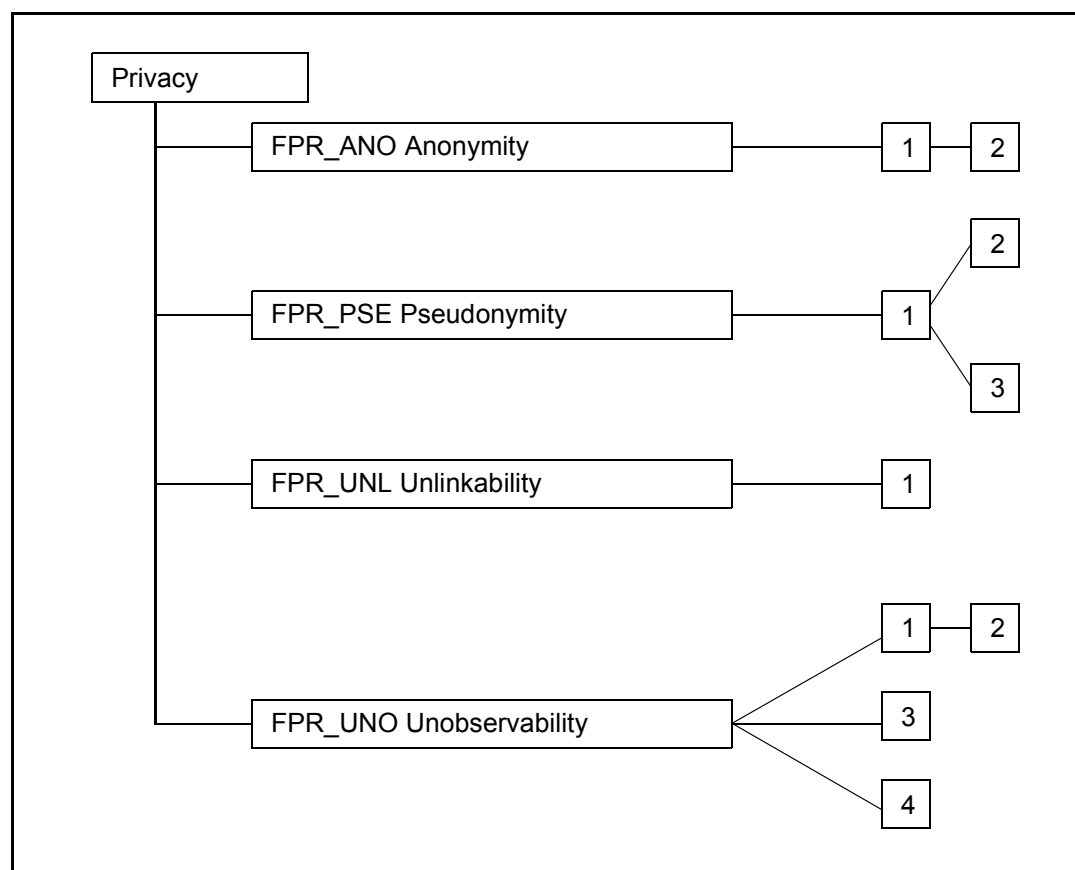 Privacy
FPR_ANO Anonymity 1 2
2
FPR_PSE Pseudonymity 1
3
FPR_UNL Unlinkability 1
1 2
FPR_UNO Unobservability 3
4